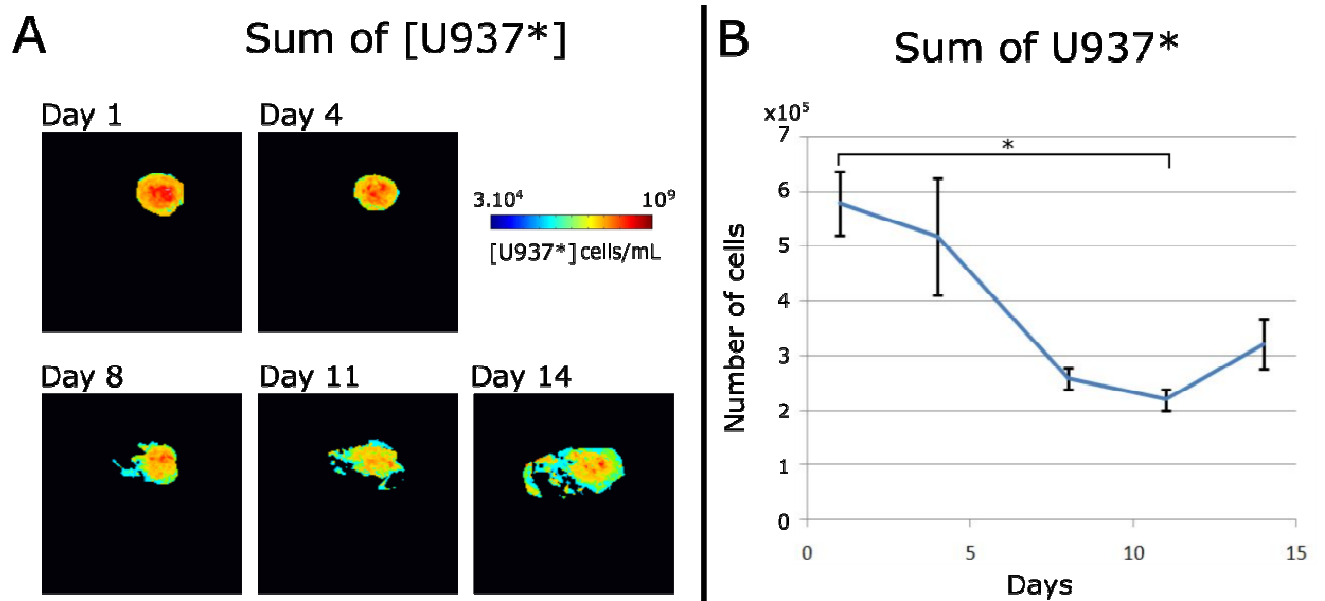 A
Sum of [U937*]
Day 1
Day 4
3.10⁴
10⁹
[U937*] cells/mL
Day 8
Day 11
Day 14
B
Sum of U937*
x10⁵
7
6
5
4
3
2
1
0
*
Number of cells
0
5
10
15
Days